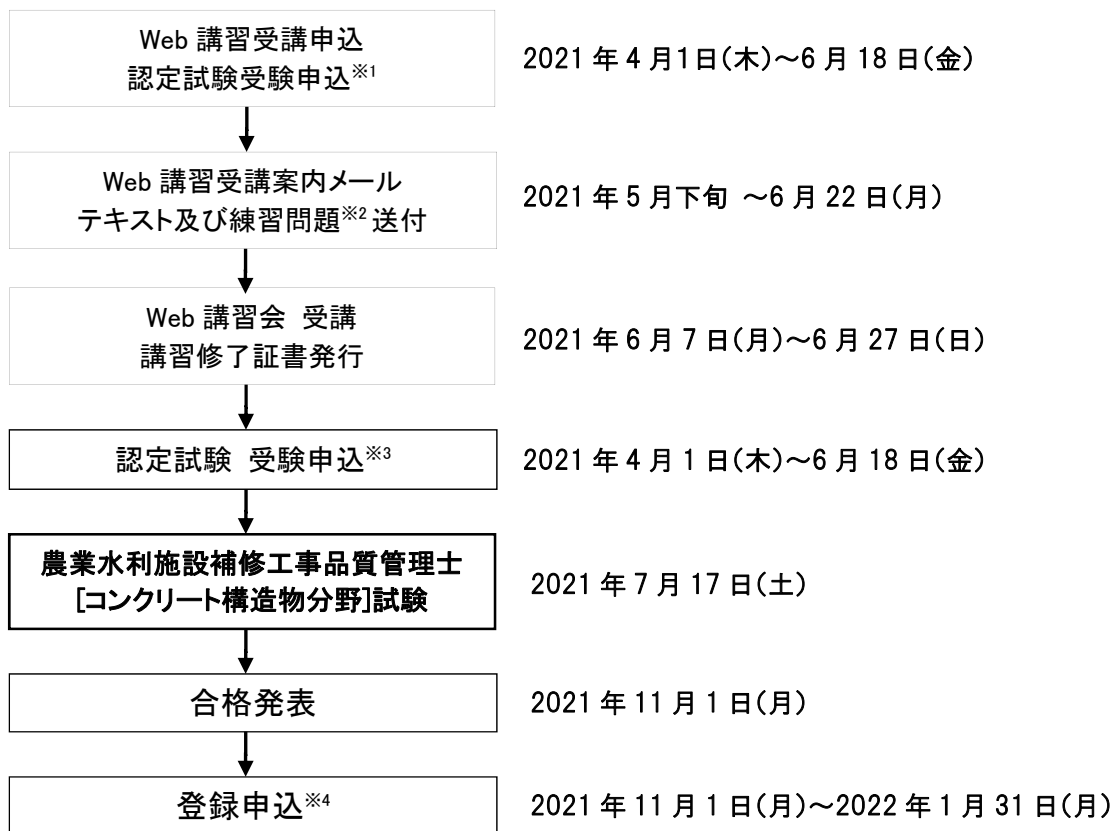 Web 講習受講申込
認定試験受験申込※1
2021 年 4 月1日(木)～6 月 18 日(金)
Web 講習受講案内メール
テキスト及び練習問題※2 送付
2021 年 5 月下旬 ～6 月 22 日(月)
Web 講習会 受講
講習修了証書発行
2021 年 6 月 7 日(月)～6 月 27 日(日)
認定試験 受験申込※3
2021 年 4 月 1 日(木)～6 月 18 日(金)
農業水利施設補修工事品質管理士
[コンクリート構造物分野]試験
2021 年 7 月 17 日(土)
合格発表
2021 年 11 月 1 日(月)
登録申込※4
2021 年 11 月 1 日(月)～2022 年 1 月 31 日(月)